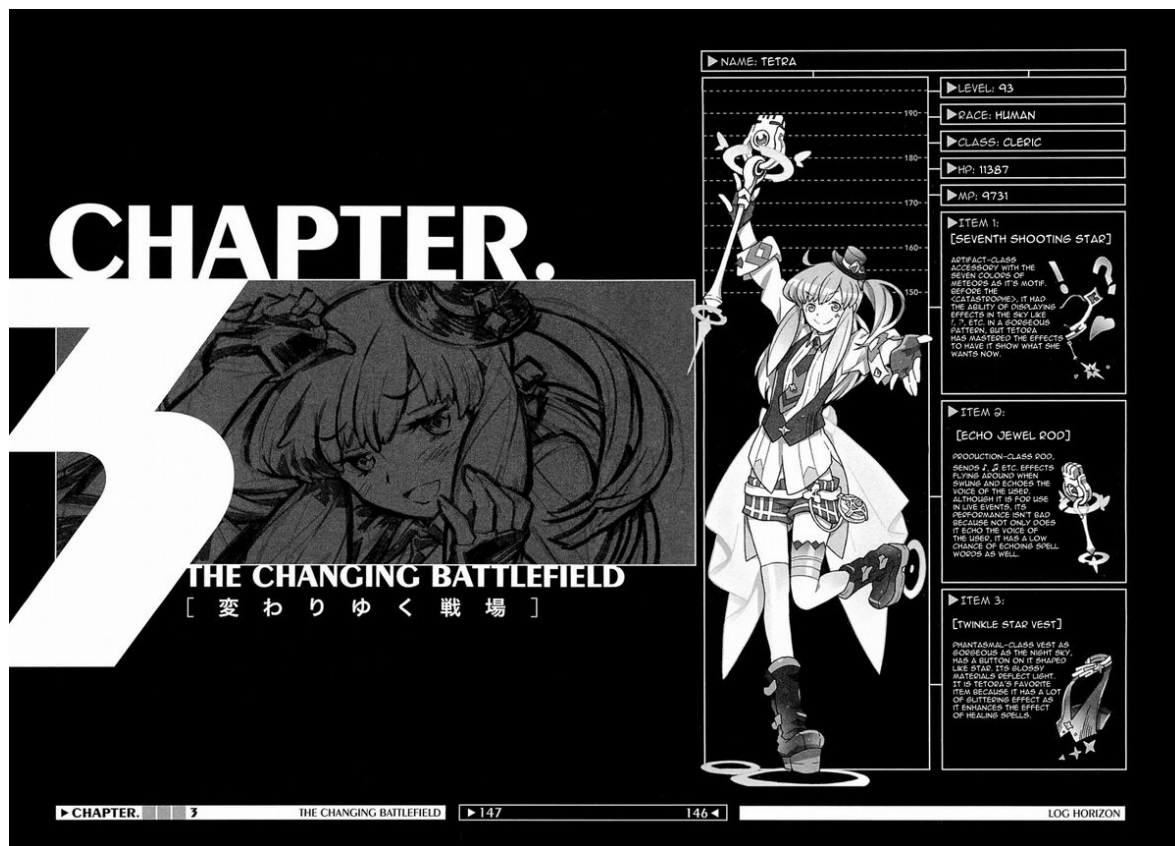 CHAPTER.
3
THE CHANGING BATTLEFIELD
[変わりゆく戦場]
▶NAME: TETRA
190-
180-
170-
160-
150-
▶LEVEL: 93
▶RACE: HUMAN
▶CLASS: CLERIC
▶HP: 11387
▶MP: 9731
▶ITEM 1:
[SEVENTH SHOOTING STAR]
ARTIFACT-CLASS
ACCESSORY WITH THE
SEVEN COLORS OF
METEORS AS IT'S MOTIF.
BEFORE THE
<CATASTROPHE>, IT HAD
THE ABILITY OF DISPLAYING
EFFECTS IN THE SKY LIKE
!, ?, ETC. IN A GORGEOUS
PATTERN, BUT TETORA
HAS MASTERED THE EFFECTS
TO HAVE IT SHOW WHAT SHE
WANTS NOW.
! ?
▶ITEM 2:
[ECHO JEWEL ROD]
PRODUCTION-CLASS ROD,
SENDS ♪, ♫ ETC. EFFECTS
FLYING AROUND WHEN
SWUNG AND ECHOES THE
VOICE OF THE USER.
ALTHOUGH IT IS FOR USE
IN LIVE EVENTS, ITS
PERFORMANCE ISN'T BAD
BECAUSE NOT ONLY DOES
IT ECHO THE VOICE OF
THE USER, IT HAS A LOW
CHANCE OF ECHOING SPELL
WORDS AS WELL.
▶ITEM 3:
[TWINKLE STAR VEST]
PHANTASMAL-CLASS VEST AS
GORGEOUS AS THE NIGHT SKY,
HAS A BUTTON ON IT SHAPED
LIKE STAR. ITS GLOSSY
MATERIALS REFLECT LIGHT.
IT IS TETORA'S FAVORITE
ITEM BECAUSE IT HAS A LOT
OF GLITTERING EFFECT AS
IT ENHANCES THE EFFECT
OF HEALING SPELLS.
▶CHAPTER. 3 THE CHANGING BATTLEFIELD
▶147 146◀
LOG HORIZON